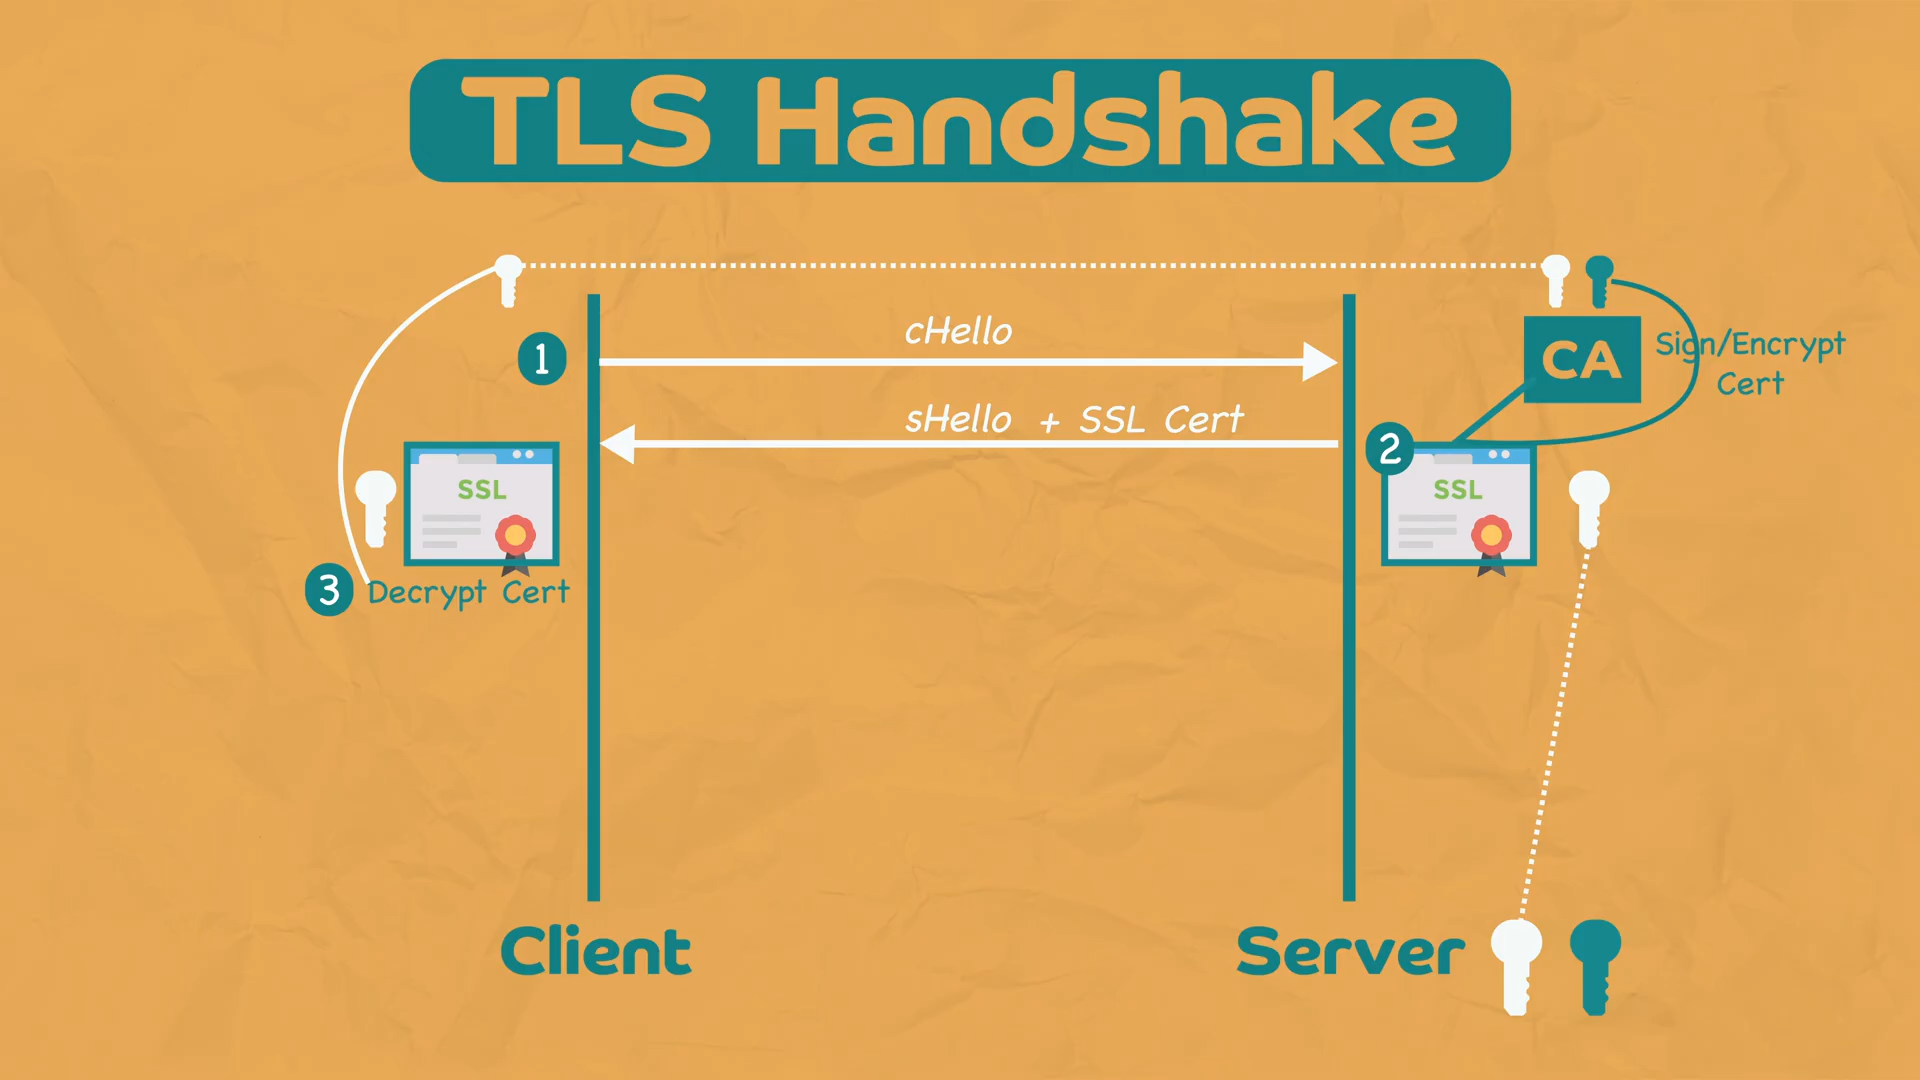 TLS Handshake
1
cHello
CA
Sign/Encrypt
Cert
sHello + SSL Cert
2
SSL
SSL
3
Decrypt Cert
Client
Server